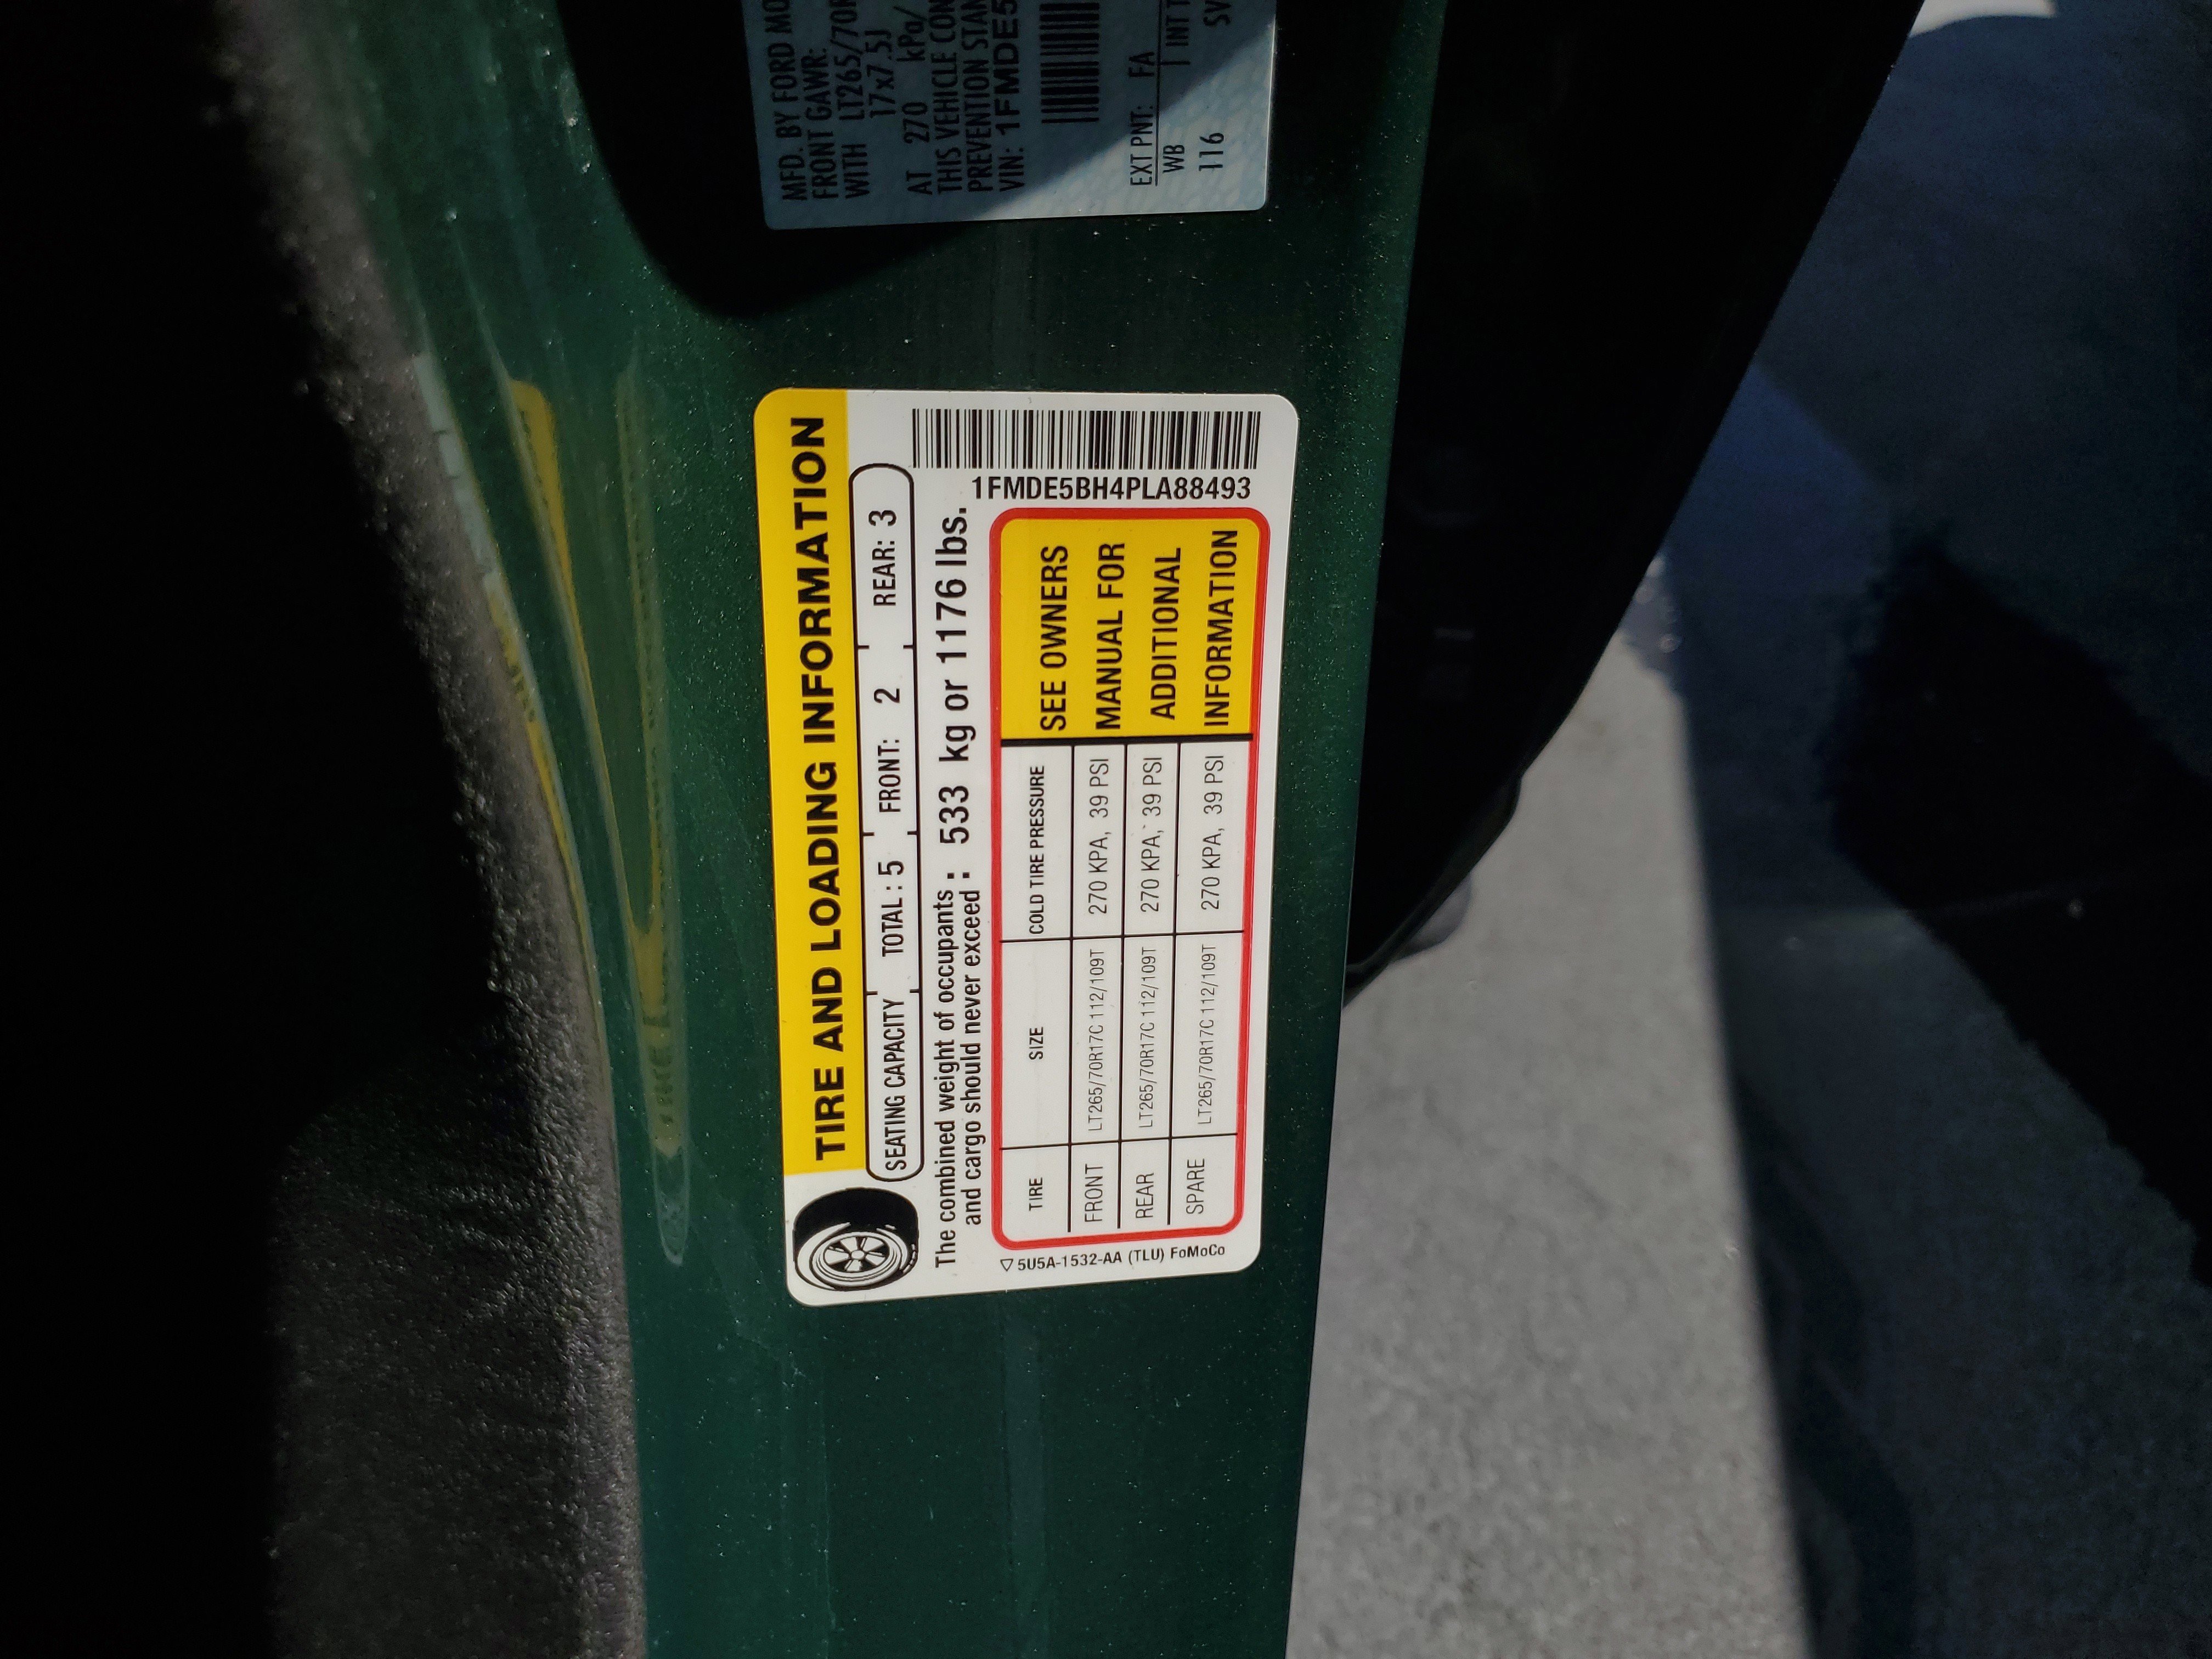 TIRE AND LOADING INFORMATION
SEATING CAPACITY TOTAL : 5 FRONT: 2 REAR: 3
The combined weight of occupants
and cargo should never exceed : 533 kg or 1176 lbs.
1FMDE5BH4PLA88493
TIRE SIZE COLD TIRE PRESSURE
FRONT LT265/70R17C 112/109T 270 KPA, 39 PSI
REAR LT265/70R17C 112/109T 270 KPA, 39 PSI
SPARE LT265/70R17C 112/109T 270 KPA, 39 PSI
SEE OWNERS
MANUAL FOR
ADDITIONAL
INFORMATION
5U5A-1532-AA (TLU) FoMoCo
MFD. BY FORD MO
FRONT GAWR:
WITH LT265/70R
17x7.5J
AT 270 kPa/
THIS VEHICLE CON
PREVENTION STAN
VIN: 1FMDE5
EXT PNT: FA
WB INT T
116 SV